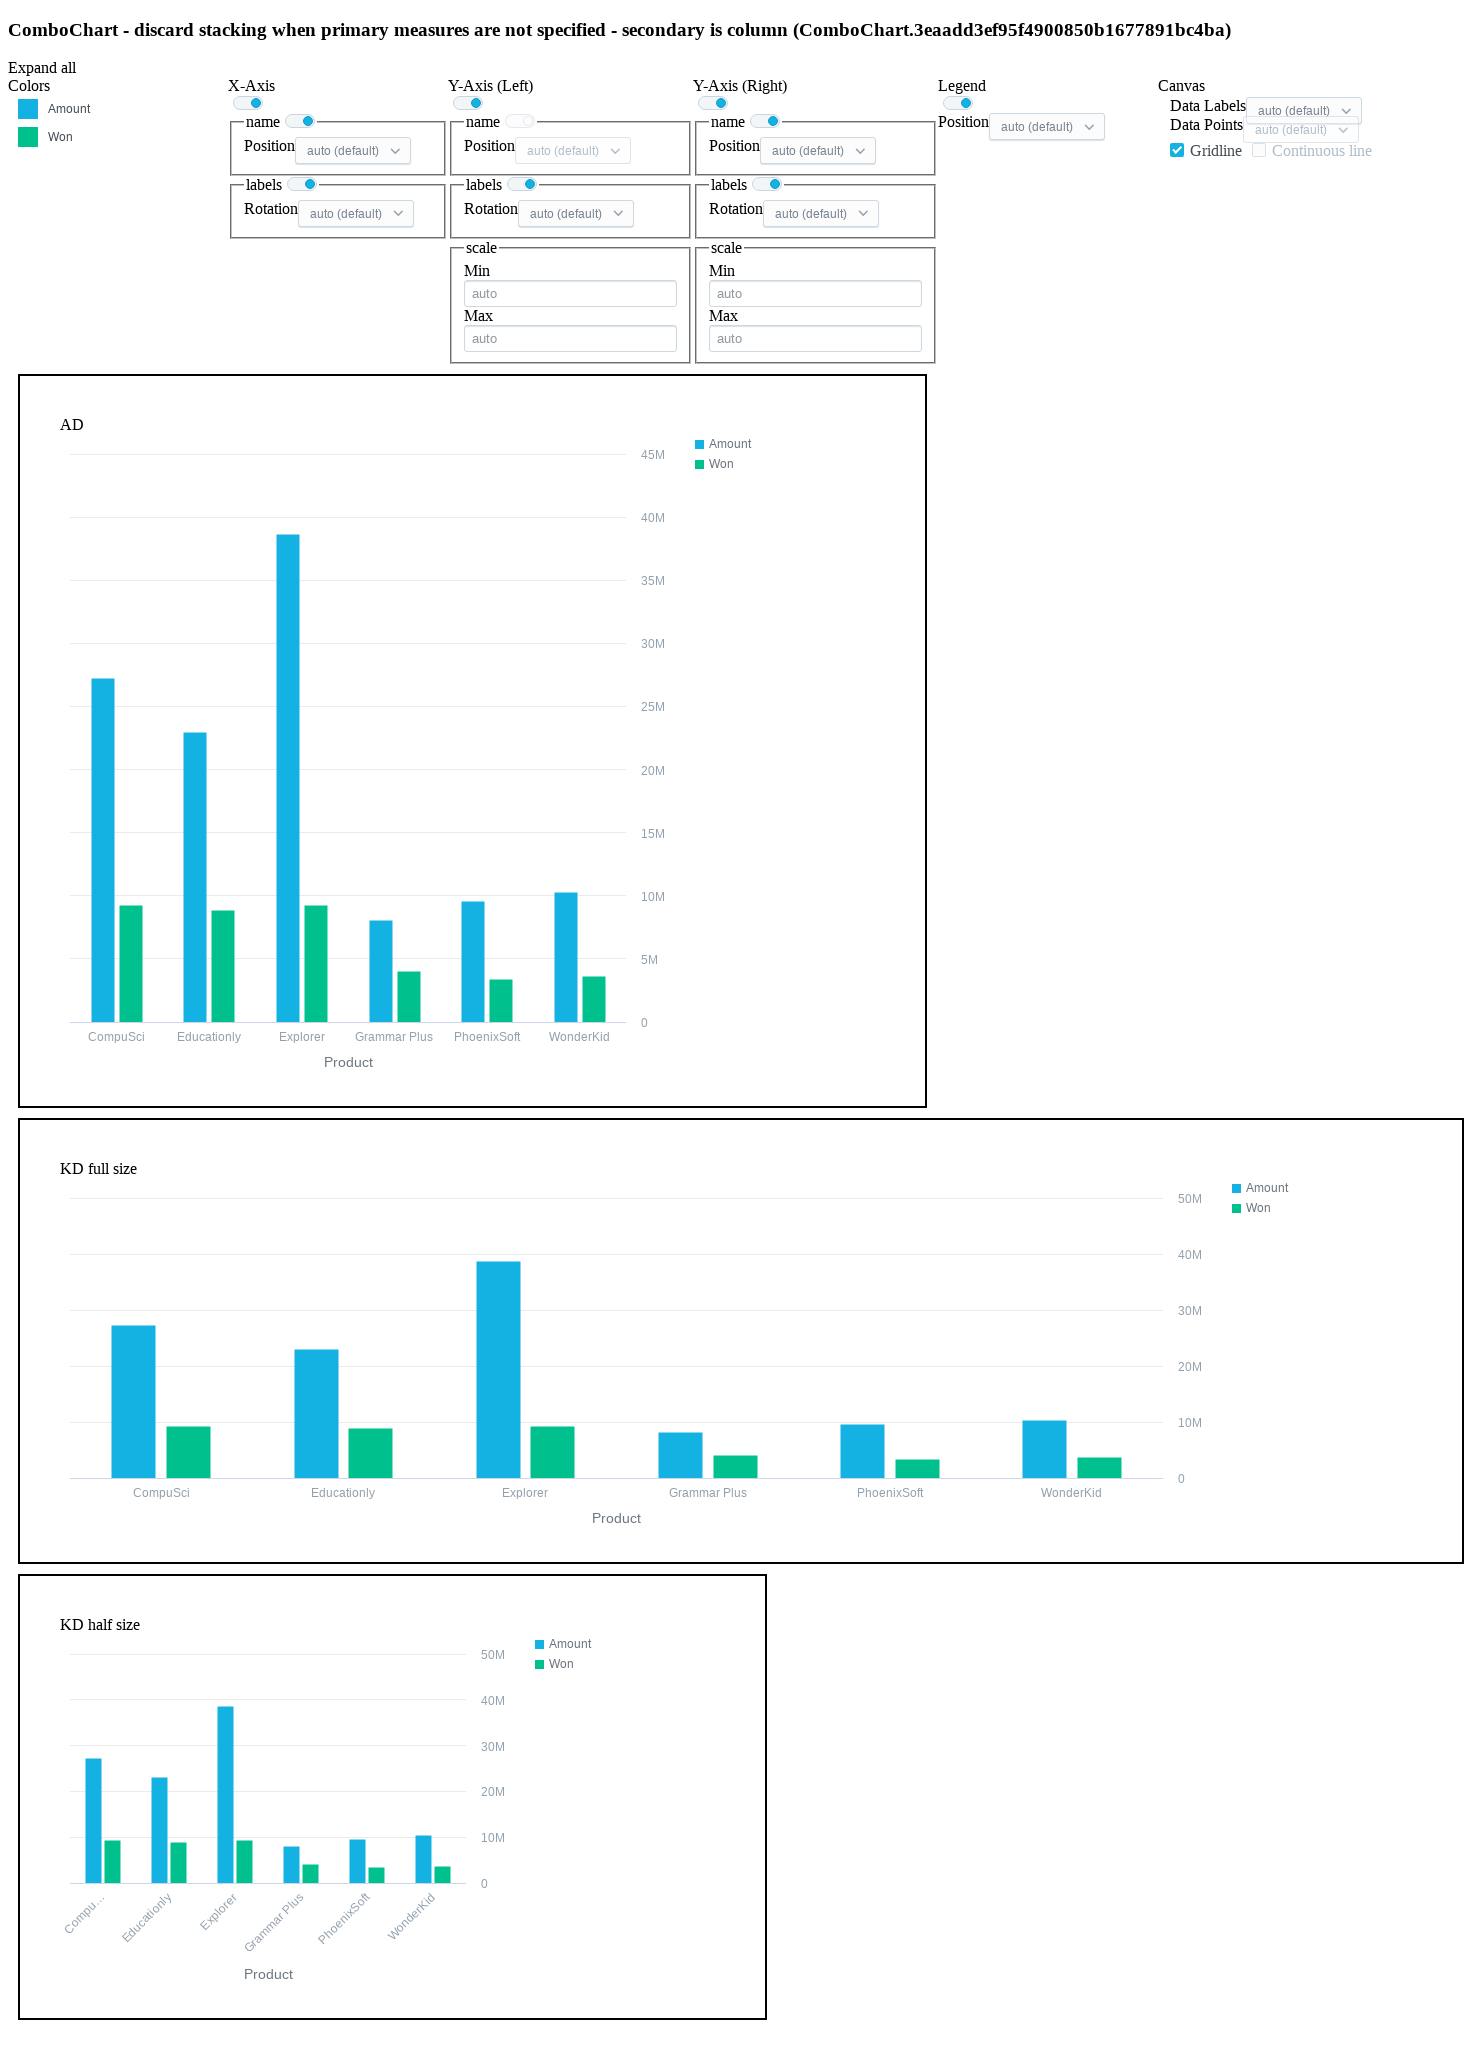 ComboChart - discard stacking when primary measures are not specified - secondary is column (ComboChart.3eaadd3ef95f4900850b1677891bc4ba)
Expand all
Colors
Amount
Won
X-Axis
name
Position auto (default)
labels
Rotation auto (default)
Y-Axis (Left)
name
Position auto (default)
labels
Rotation auto (default)
scale
Min
auto
Max
auto
Y-Axis (Right)
name
Position auto (default)
labels
Rotation auto (default)
scale
Min
auto
Max
auto
Legend
Position auto (default)
Canvas
Data Labels auto (default)
Data Points auto (default)
Gridline Continuous line
AD
Amount
Won
45M
40M
35M
30M
25M
20M
15M
10M
5M
0
CompuSci Educationly Explorer Grammar Plus PhoenixSoft WonderKid
Product
KD full size
Amount
Won
50M
40M
30M
20M
10M
0
CompuSci Educationly Explorer Grammar Plus PhoenixSoft WonderKid
Product
KD half size
Amount
Won
50M
40M
30M
20M
10M
0
Compu... Educationly Explorer Grammar Plus PhoenixSoft WonderKid
Product